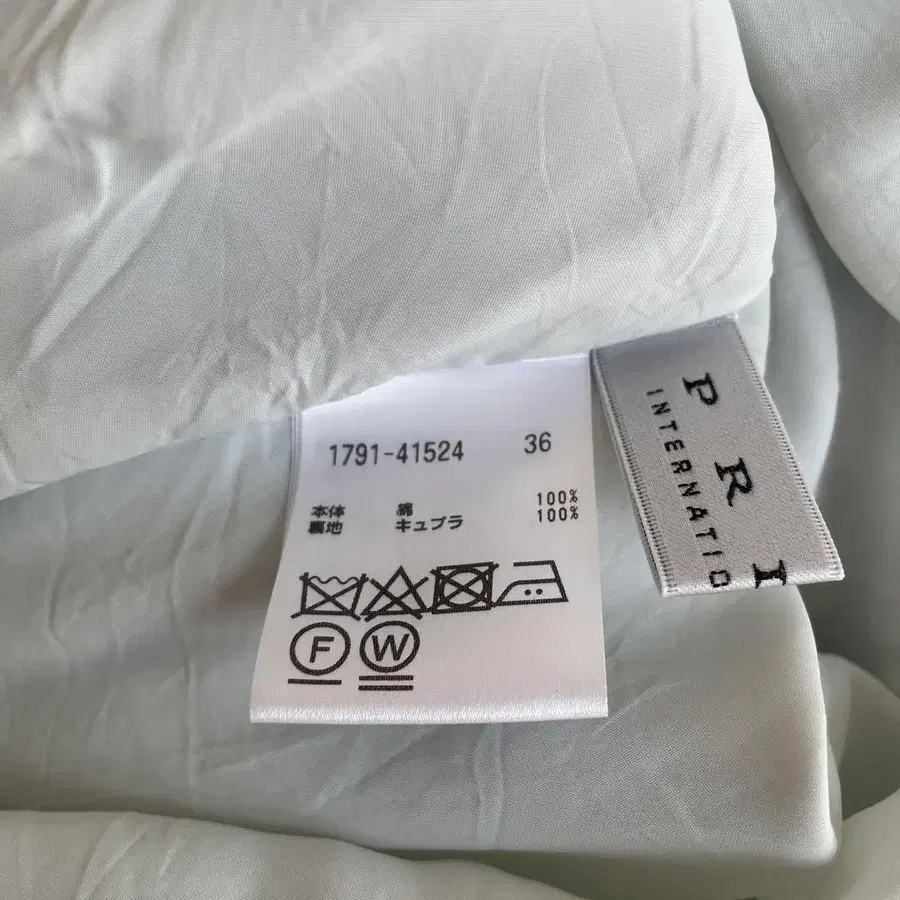 1791-41524 36
本体 綿 100%
裏地 キュプラ 100%
F W
P R I
INTERNATIO